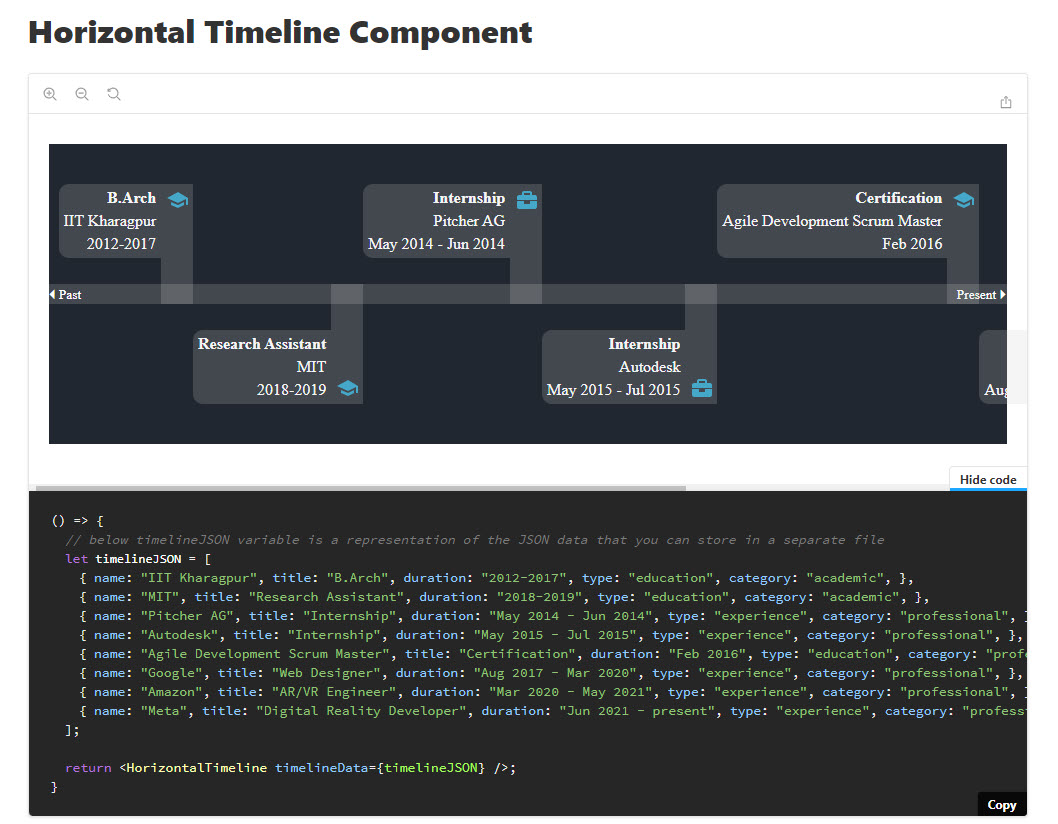 Horizontal Timeline Component
B.Arch
IIT Kharagpur
2012-2017
Internship
Pitcher AG
May 2014 - Jun 2014
Certification
Agile Development Scrum Master
Feb 2016
Past
Present
Research Assistant
MIT
2018-2019
Internship
Autodesk
May 2015 - Jul 2015
Aug
Hide code
() => {
// below timelineJSON variable is a representation of the JSON data that you can store in a separate file
let timelineJSON = [
{ name: "IIT Kharagpur", title: "B.Arch", duration: "2012-2017", type: "education", category: "academic", },
{ name: "MIT", title: "Research Assistant", duration: "2018-2019", type: "education", category: "academic", },
{ name: "Pitcher AG", title: "Internship", duration: "May 2014 - Jun 2014", type: "experience", category: "professional", }
{ name: "Autodesk", title: "Internship", duration: "May 2015 - Jul 2015", type: "experience", category: "professional", },
{ name: "Agile Development Scrum Master", title: "Certification", duration: "Feb 2016", type: "education", category: "prof
{ name: "Google", title: "Web Designer", duration: "Aug 2017 - Mar 2020", type: "experience", category: "professional", },
{ name: "Amazon", title: "AR/VR Engineer", duration: "Mar 2020 - May 2021", type: "experience", category: "professional", }
{ name: "Meta", title: "Digital Reality Developer", duration: "Jun 2021 - present", type: "experience", category: "profess
];
return <HorizontalTimeline timelineData={timelineJSON} />;
}
Copy